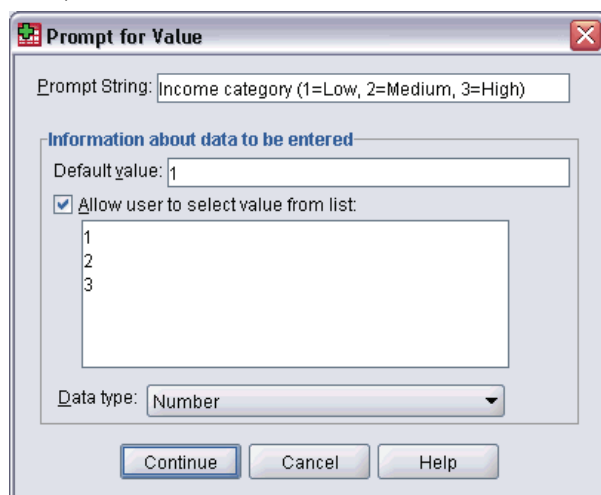 Prompt for Value
Prompt String: Income category (1=Low, 2=Medium, 3=High)
Information about data to be entered
Default value: 1
Allow user to select value from list:
1
2
3
Data type: Number
Continue Cancel Help